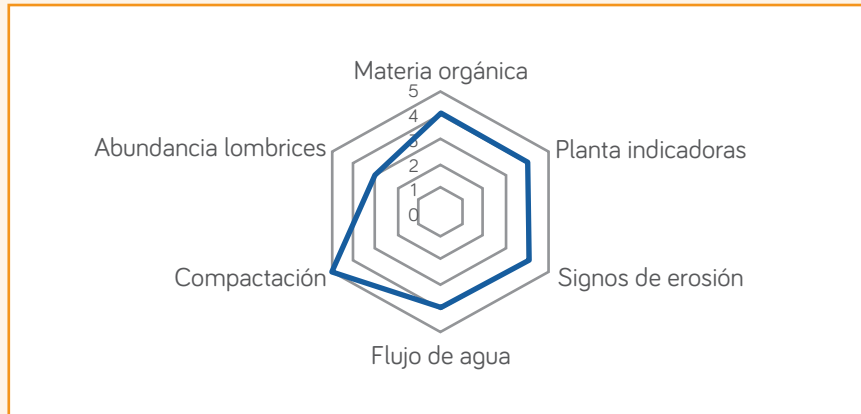 Materia orgánica
5
4
3
2
1
0
Abundancia lombrices
Planta indicadoras
Compactación
Signos de erosión
Flujo de agua